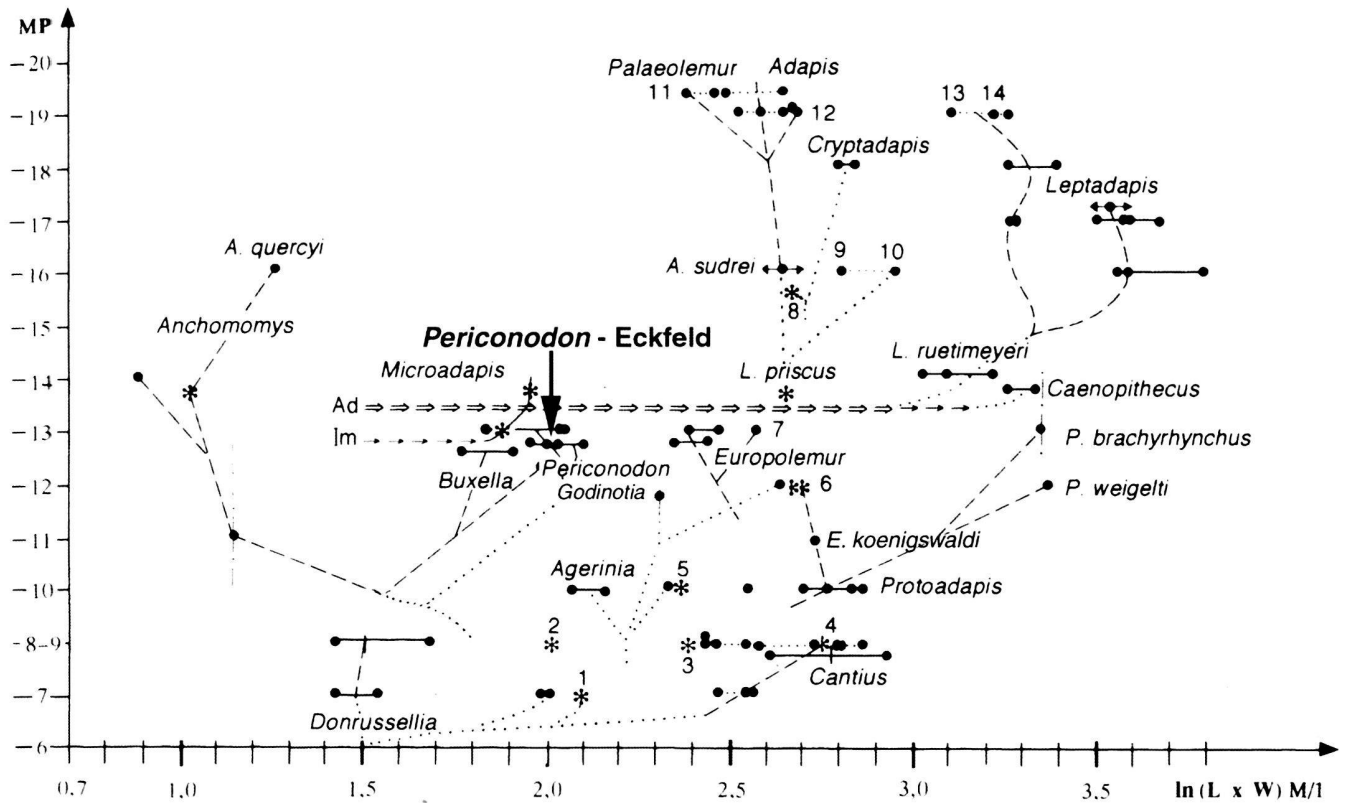 MP
-20
Palaeolemur
Adapis
11
12
13
14
-19
Cryptadapis
-18
Leptadapis
-17
A. quercyi
A. sudrei
9
10
-16
8
Anchomomys
-15
Periconodon - Eckfeld
L. ruetimeyeri
Microadapis
L. priscus
-14
Caenopithecus
Ad
Im
-13
7
P. brachyrhynchus
Europolemur
Buxella
Periconodon
Godinotia
-12
6
P. weigelti
-11
E. koenigswaldi
Agerinia
5
-10
Protoadapis
2
4
-8-9
3
Cantius
1
-7
Donrussellia
-6
0.7
1.0
1.5
2.0
2.5
3.0
3.5
ln (L x W) M/1